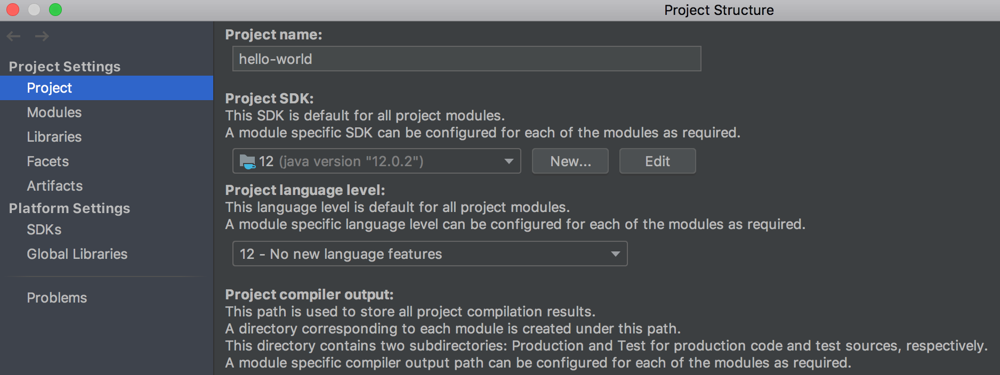 Project Structure
Project Settings
Project
Modules
Libraries
Facets
Artifacts
Platform Settings
SDKs
Global Libraries
Problems
Project name:
hello-world
Project SDK:
This SDK is default for all project modules.
A module specific SDK can be configured for each of the modules as required.
12 (java version "12.0.2") New... Edit
Project language level:
This language level is default for all project modules.
A module specific language level can be configured for each of the modules as required.
12 - No new language features
Project compiler output:
This path is used to store all project compilation results.
A directory corresponding to each module is created under this path.
This directory contains two subdirectories: Production and Test for production code and test sources, respectively.
A module specific compiler output path can be configured for each of the modules as required.